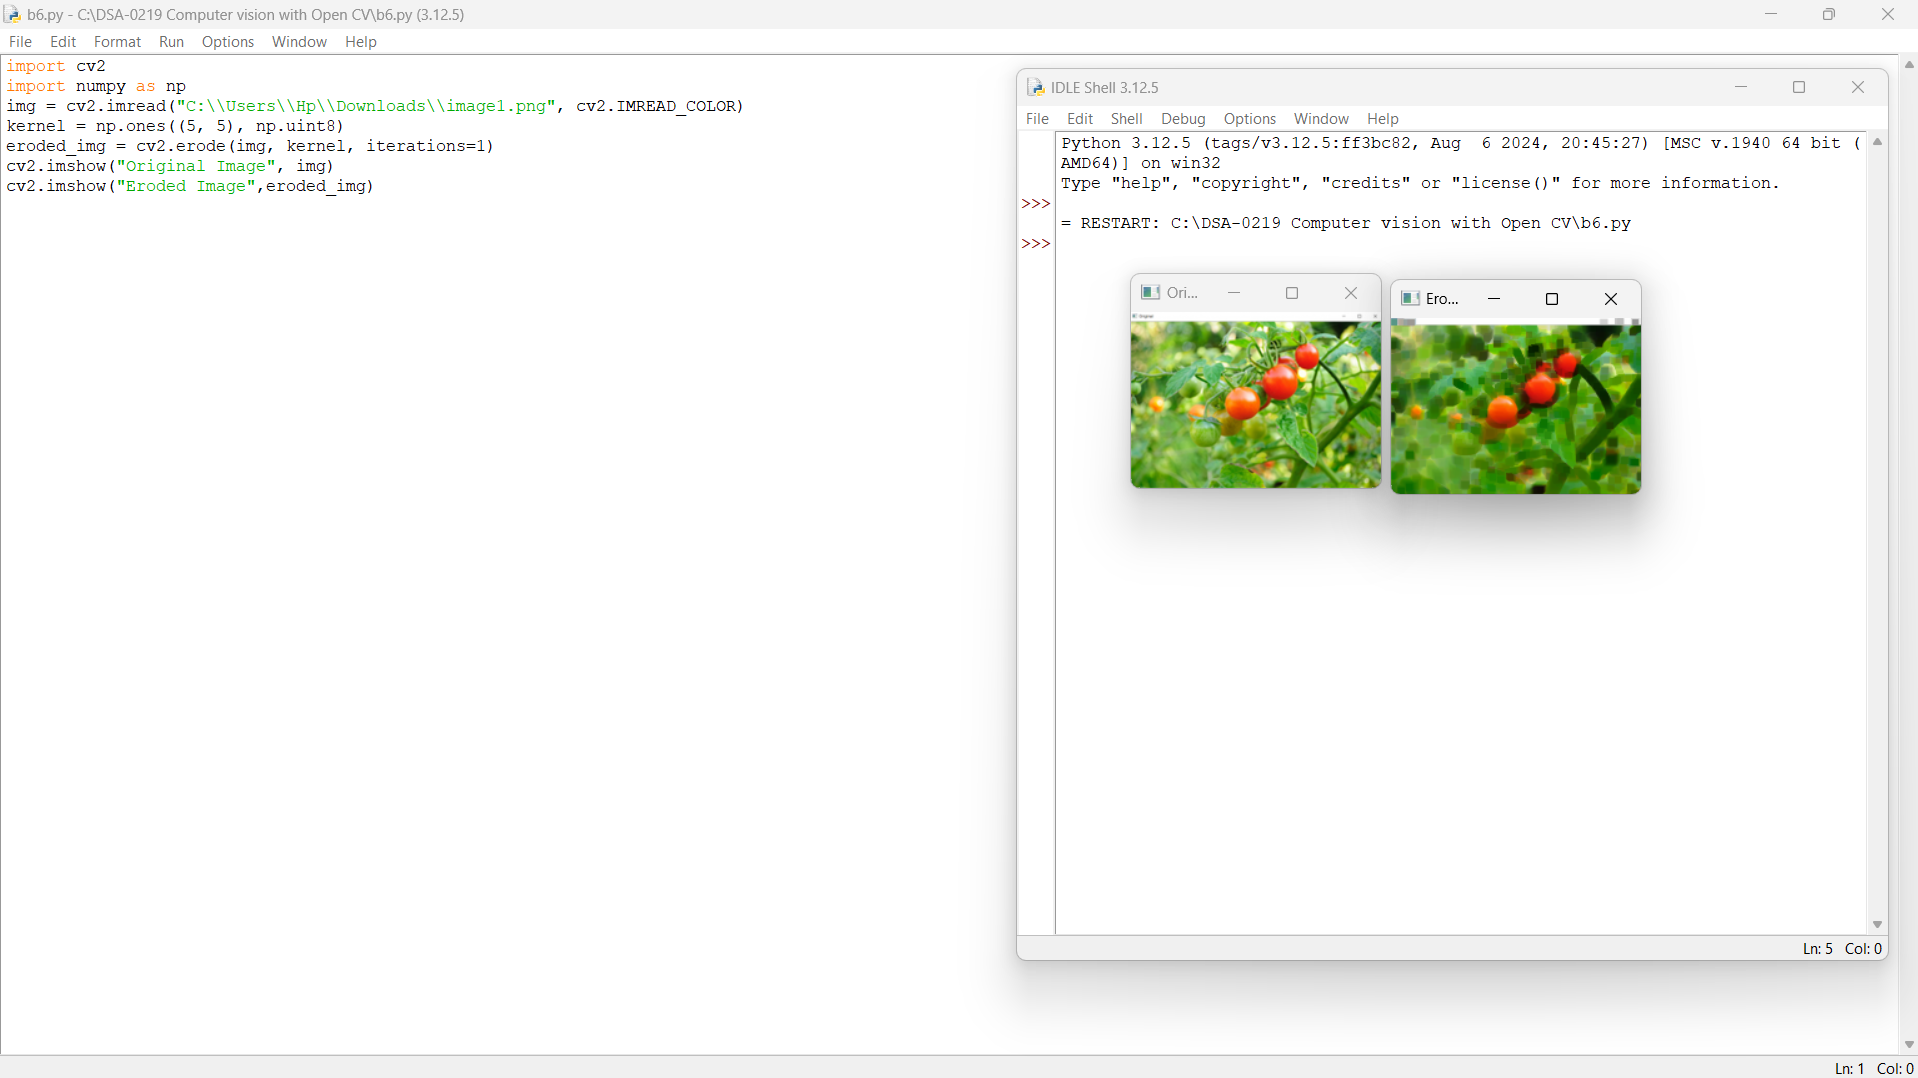 b6.py - C:\DSA-0219 Computer vision with Open CV\b6.py (3.12.5)
File Edit Format Run Options Window Help
import cv2
import numpy as np
img = cv2.imread("C:\\Users\\Hp\\Downloads\\image1.png", cv2.IMREAD_COLOR)
kernel = np.ones((5, 5), np.uint8)
eroded_img = cv2.erode(img, kernel, iterations=1)
cv2.imshow("Original Image", img)
cv2.imshow("Eroded Image",eroded_img)
IDLE Shell 3.12.5
File Edit Shell Debug Options Window Help
Python 3.12.5 (tags/v3.12.5:ff3bc82, Aug  6 2024, 20:45:27) [MSC v.1940 64 bit (
AMD64)] on win32
Type "help", "copyright", "credits" or "license()" for more information.
>>>
= RESTART: C:\DSA-0219 Computer vision with Open CV\b6.py
>>>
Ori...
Ero...
Ln: 5 Col: 0
Ln: 1 Col: 0